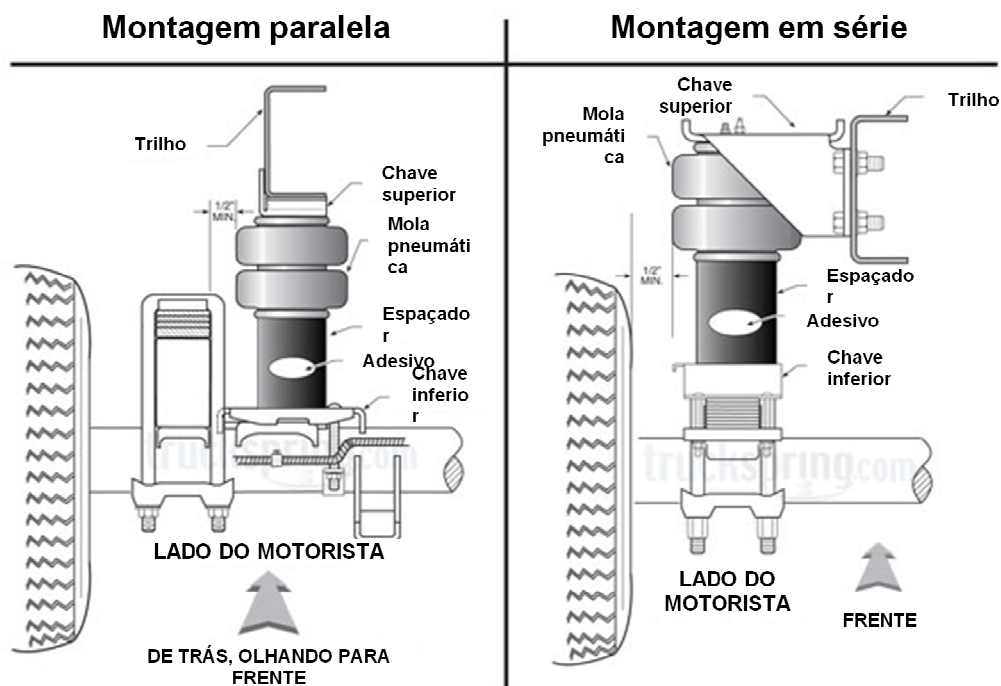 Montagem paralela
Trilho
Chave
superior
1/2"
MIN.
Mola
pneumáti
ca
Espaçado
r
Adesivo
Chave
inferio
r
truckspring.com
LADO DO MOTORISTA
DE TRÁS, OLHANDO PARA
FRENTE
Montagem em série
Chave
superior
Trilho
Mola
pneumáti
ca
1/2"
MIN.
Espaçado
r
Adesivo
Chave
inferior
truckspring.com
LADO DO
MOTORISTA
FRENTE